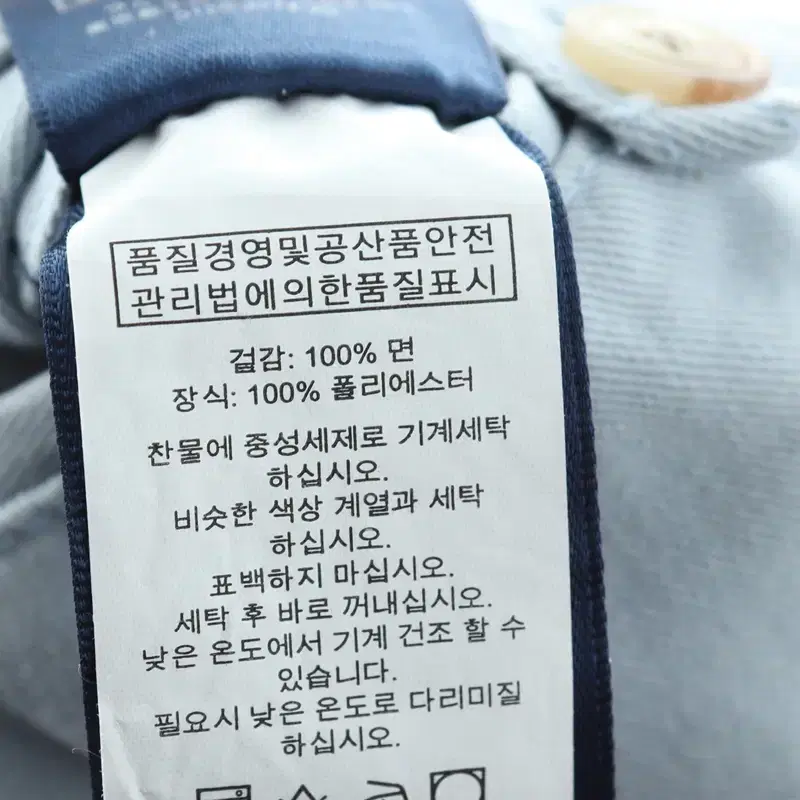 품질경영및공산품안전
관리법에의한품질표시
겉감: 100% 면
장식: 100% 폴리에스터
찬물에 중성세제로 기계세탁
하십시오.
비슷한 색상 계열과 세탁
하십시오.
표백하지 마십시오.
세탁 후 바로 꺼내십시오.
낮은 온도에서 기계 건조 할 수
있습니다.
필요시 낮은 온도로 다리미질
하십시오.